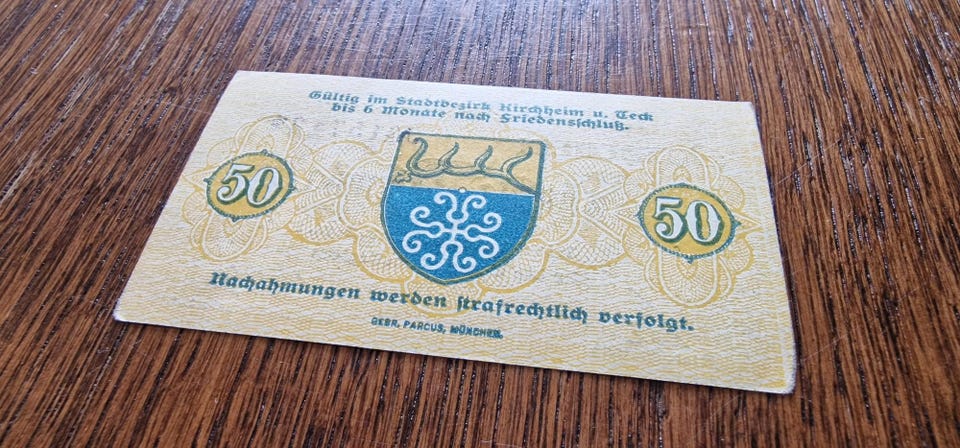 Gültig im Stadtbezirk Kirchheim u. Teck
bis 6 Monate nach Friedensschluß.
50
50
Nachahmungen werden strafrechtlich verfolgt.
GEBR. PARCUS, MÜNCHEN.